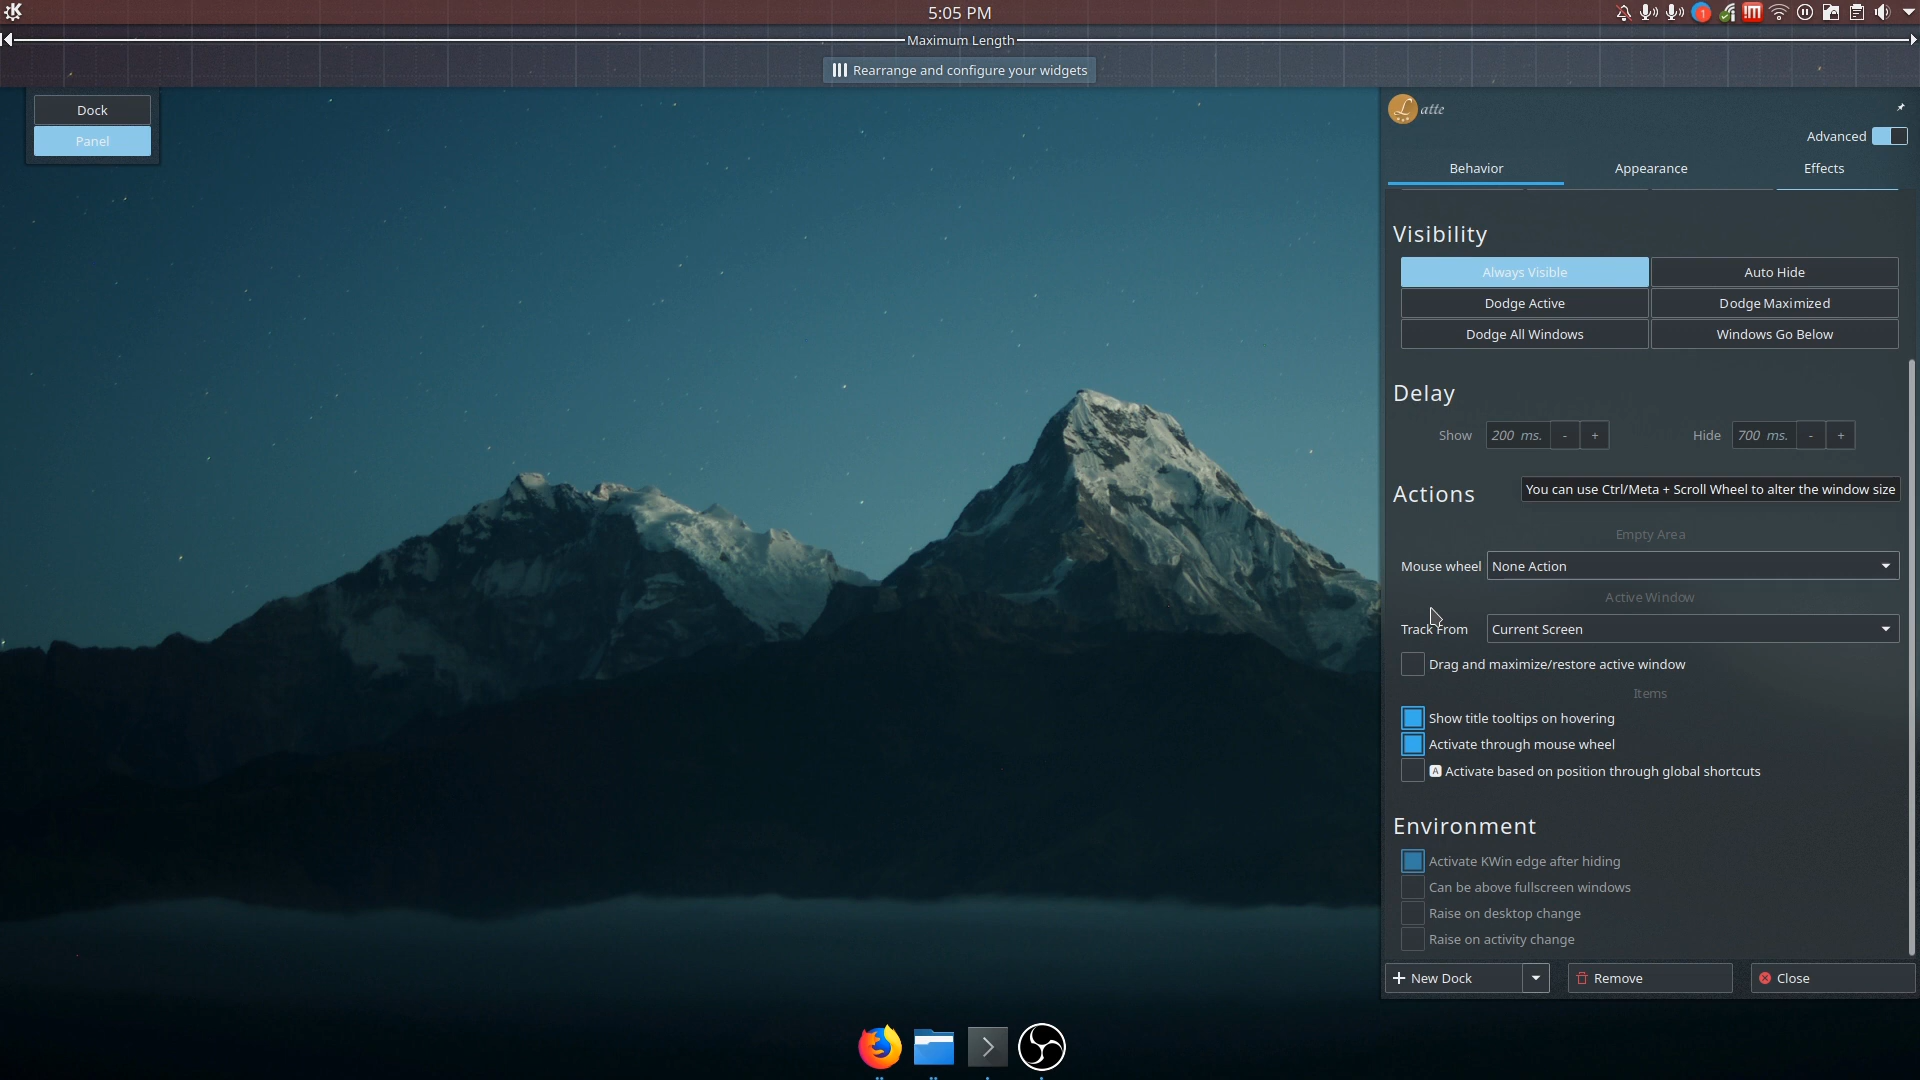 5:05 PM
1
Maximum Length
Rearrange and configure your widgets
Dock
Panel
Latte
Advanced
Behavior Appearance Effects
Visibility
Always Visible Auto Hide
Dodge Active Dodge Maximized
Dodge All Windows Windows Go Below
Delay
Show 200 ms. - + Hide 700 ms. - +
Actions
You can use Ctrl/Meta + Scroll Wheel to alter the window size
Empty Area
Mouse wheel None Action
Active Window
Track From Current Screen
Drag and maximize/restore active window
Items
Show title tooltips on hovering
Activate through mouse wheel
A Activate based on position through global shortcuts
Environment
Activate KWin edge after hiding
Can be above fullscreen windows
Raise on desktop change
Raise on activity change
+ New Dock Remove Close